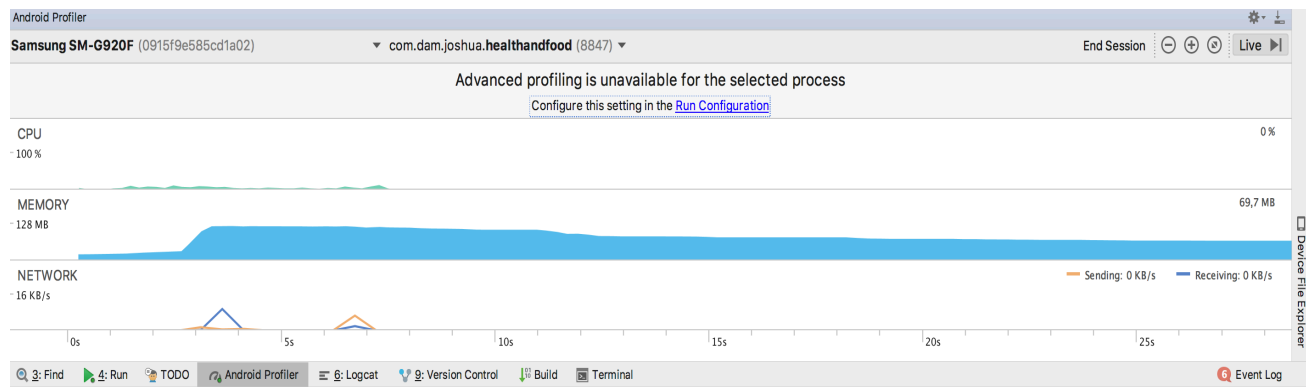 Android Profiler
Samsung SM-G920F (0915f9e585cd1a02) com.dam.joshua.healthandfood (8847) End Session Live
Advanced profiling is unavailable for the selected process
Configure this setting in the Run Configuration
CPU 0 %
100 %
MEMORY 69,7 MB
128 MB
NETWORK Sending: 0 KB/s Receiving: 0 KB/s
16 KB/s
0s 5s 10s 15s 20s 25s
Device File Explorer
3: Find 4: Run TODO Android Profiler 6: Logcat 9: Version Control Build Terminal 6 Event Log